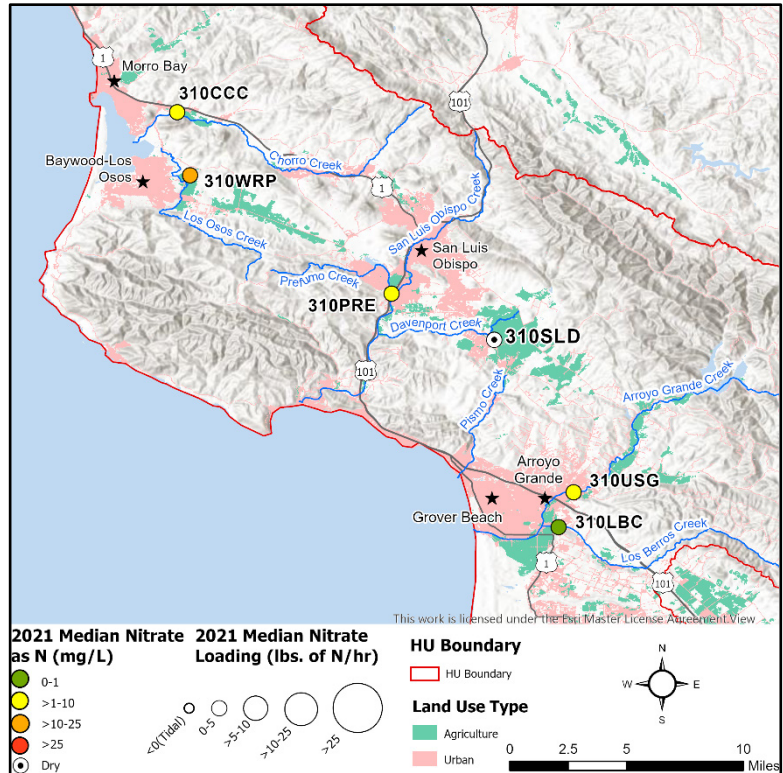 1
Morro Bay
310CCC
101
Chorro Creek
Baywood-Los
Osos
310WRP
1
San Luis Obispo Creek
Los Osos Creek
San Luis
Obispo
Prefumo Creek
310PRE
Davenport Creek
310SLD
101
Arroyo Grande Creek
Pismo Creek
Arroyo
Grande
310USG
Grover Beach
310LBC
Los Berros Creek
1
101
This work is licensed under the Esri Master License Agreement.View
2021 Median Nitrate
as N (mg/L)
0-1
>1-10
>10-25
>25
Dry
2021 Median Nitrate
Loading (lbs. of N/hr)
<0(Tidal)
0-5
>5-10
>10-25
>25
HU Boundary
HU Boundary
Land Use Type
Agriculture
Urban
N
W
E
S
0 2.5 5 10
Miles